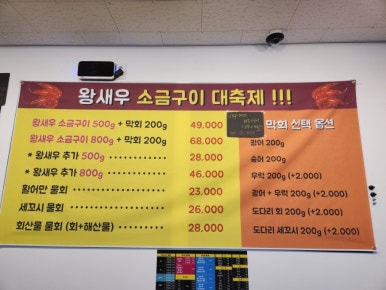 왕새우 소금구이 대축제 !!!
왕새우 소금구이 500g + 막회 200g 49.000
왕새우 소금구이 800g + 막회 200g 68.000
* 왕새우 추가 500g 28.000
* 왕새우 추가 800g 46.000
황어만 물회 23.000
세꼬시 물회 26.000
회산물 물회 (회+해산물) 28.000
막회 선택 옵션
광어 200g
숭어 200g
우럭 200g (+2.000)
광어 + 우럭 200g (+2.000)
도다리 회 200g (+2.000)
도다리 세꼬시 200g (+2.000)